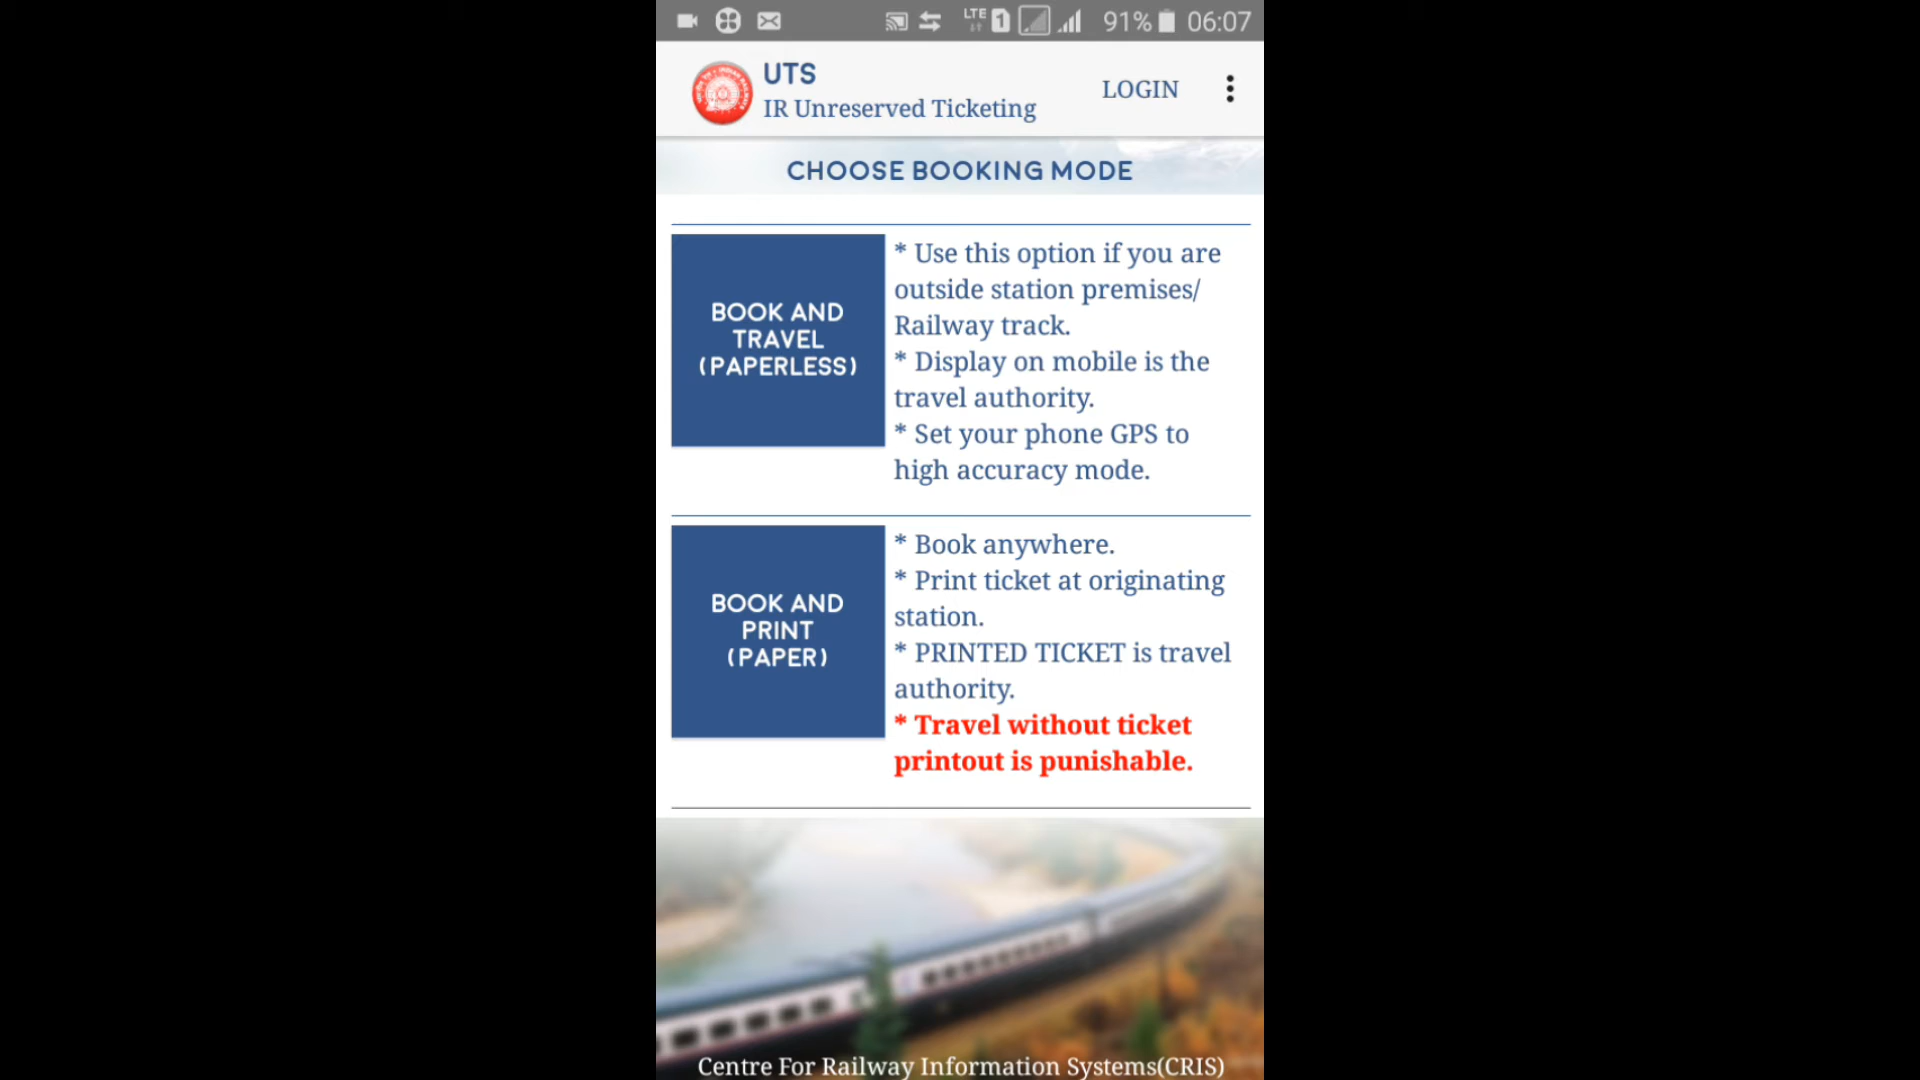 LTE 1 91% 06:07
UTS
IR Unreserved Ticketing
LOGIN
CHOOSE BOOKING MODE
BOOK AND
TRAVEL
(PAPERLESS)
* Use this option if you are
outside station premises/
Railway track.
* Display on mobile is the
travel authority.
* Set your phone GPS to
high accuracy mode.
BOOK AND
PRINT
(PAPER)
* Book anywhere.
* Print ticket at originating
station.
* PRINTED TICKET is travel
authority.
* Travel without ticket
printout is punishable.
Centre For Railway Information Systems(CRIS)